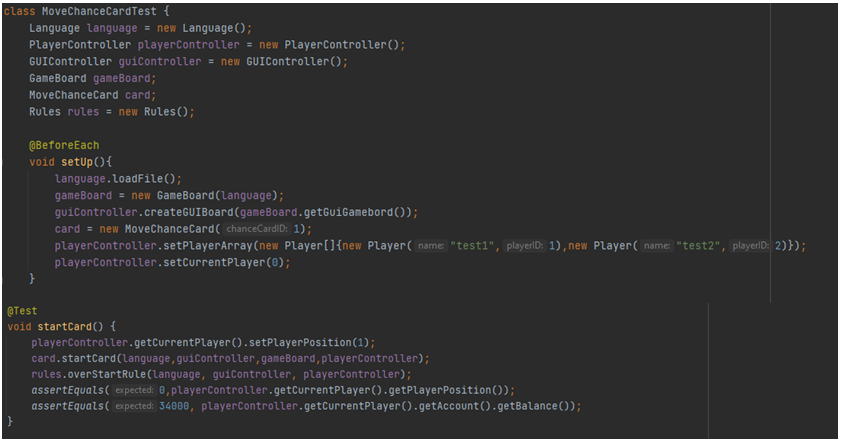 class MoveChanceCardTest {
Language language = new Language();
PlayerController playerController = new PlayerController();
GUIController guiController = new GUIController();
GameBoard gameBoard;
MoveChanceCard card;
Rules rules = new Rules();
@BeforeEach
void setUp(){
language.loadFile();
gameBoard = new GameBoard(language);
guiController.createGUIBoard(gameBoard.getGuiGamebord());
card = new MoveChanceCard( chanceCardID: 1);
playerController.setPlayerArray(new Player[]{new Player( name: "test1", playerID: 1),new Player( name: "test2", playerID: 2)});
playerController.setCurrentPlayer(0);
}
@Test
void startCard() {
playerController.getCurrentPlayer().setPlayerPosition(1);
card.startCard(language,guiController,gameBoard,playerController);
rules.overStartRule(language, guiController, playerController);
assertEquals( expected: 0,playerController.getCurrentPlayer().getPlayerPosition());
assertEquals( expected: 34000, playerController.getCurrentPlayer().getAccount().getBalance());
}